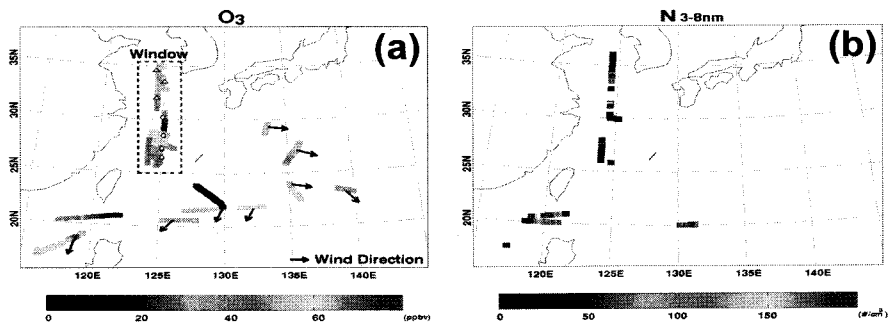 O3
(a)
Window
35N
30N
25N
20N
120E 125E 130E 135E 140E
Wind Direction
0 20 40 60 (pptv)
N 3-8nm
(b)
35N
30N
25N
20N
120E 125E 130E 135E 140E
0 50 100 150 (#/cm3)